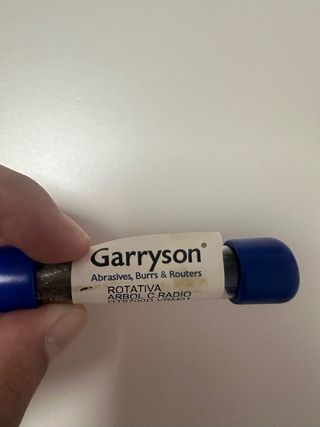 Garryson®
Abrasives, Burrs & Routers
ROTATIVA
ARBOL C RADIO